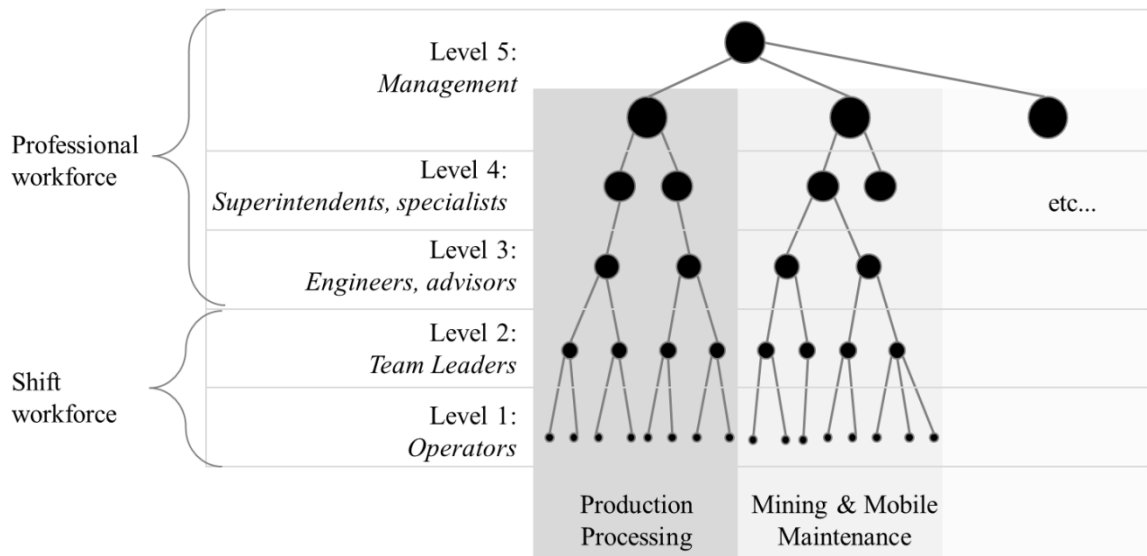 Professional
workforce
Shift
workforce
Level 5:
Management
Level 4:
Superintendents, specialists
Level 3:
Engineers, advisors
Level 2:
Team Leaders
Level 1:
Operators
etc...
Production
Processing
Mining & Mobile
Maintenance